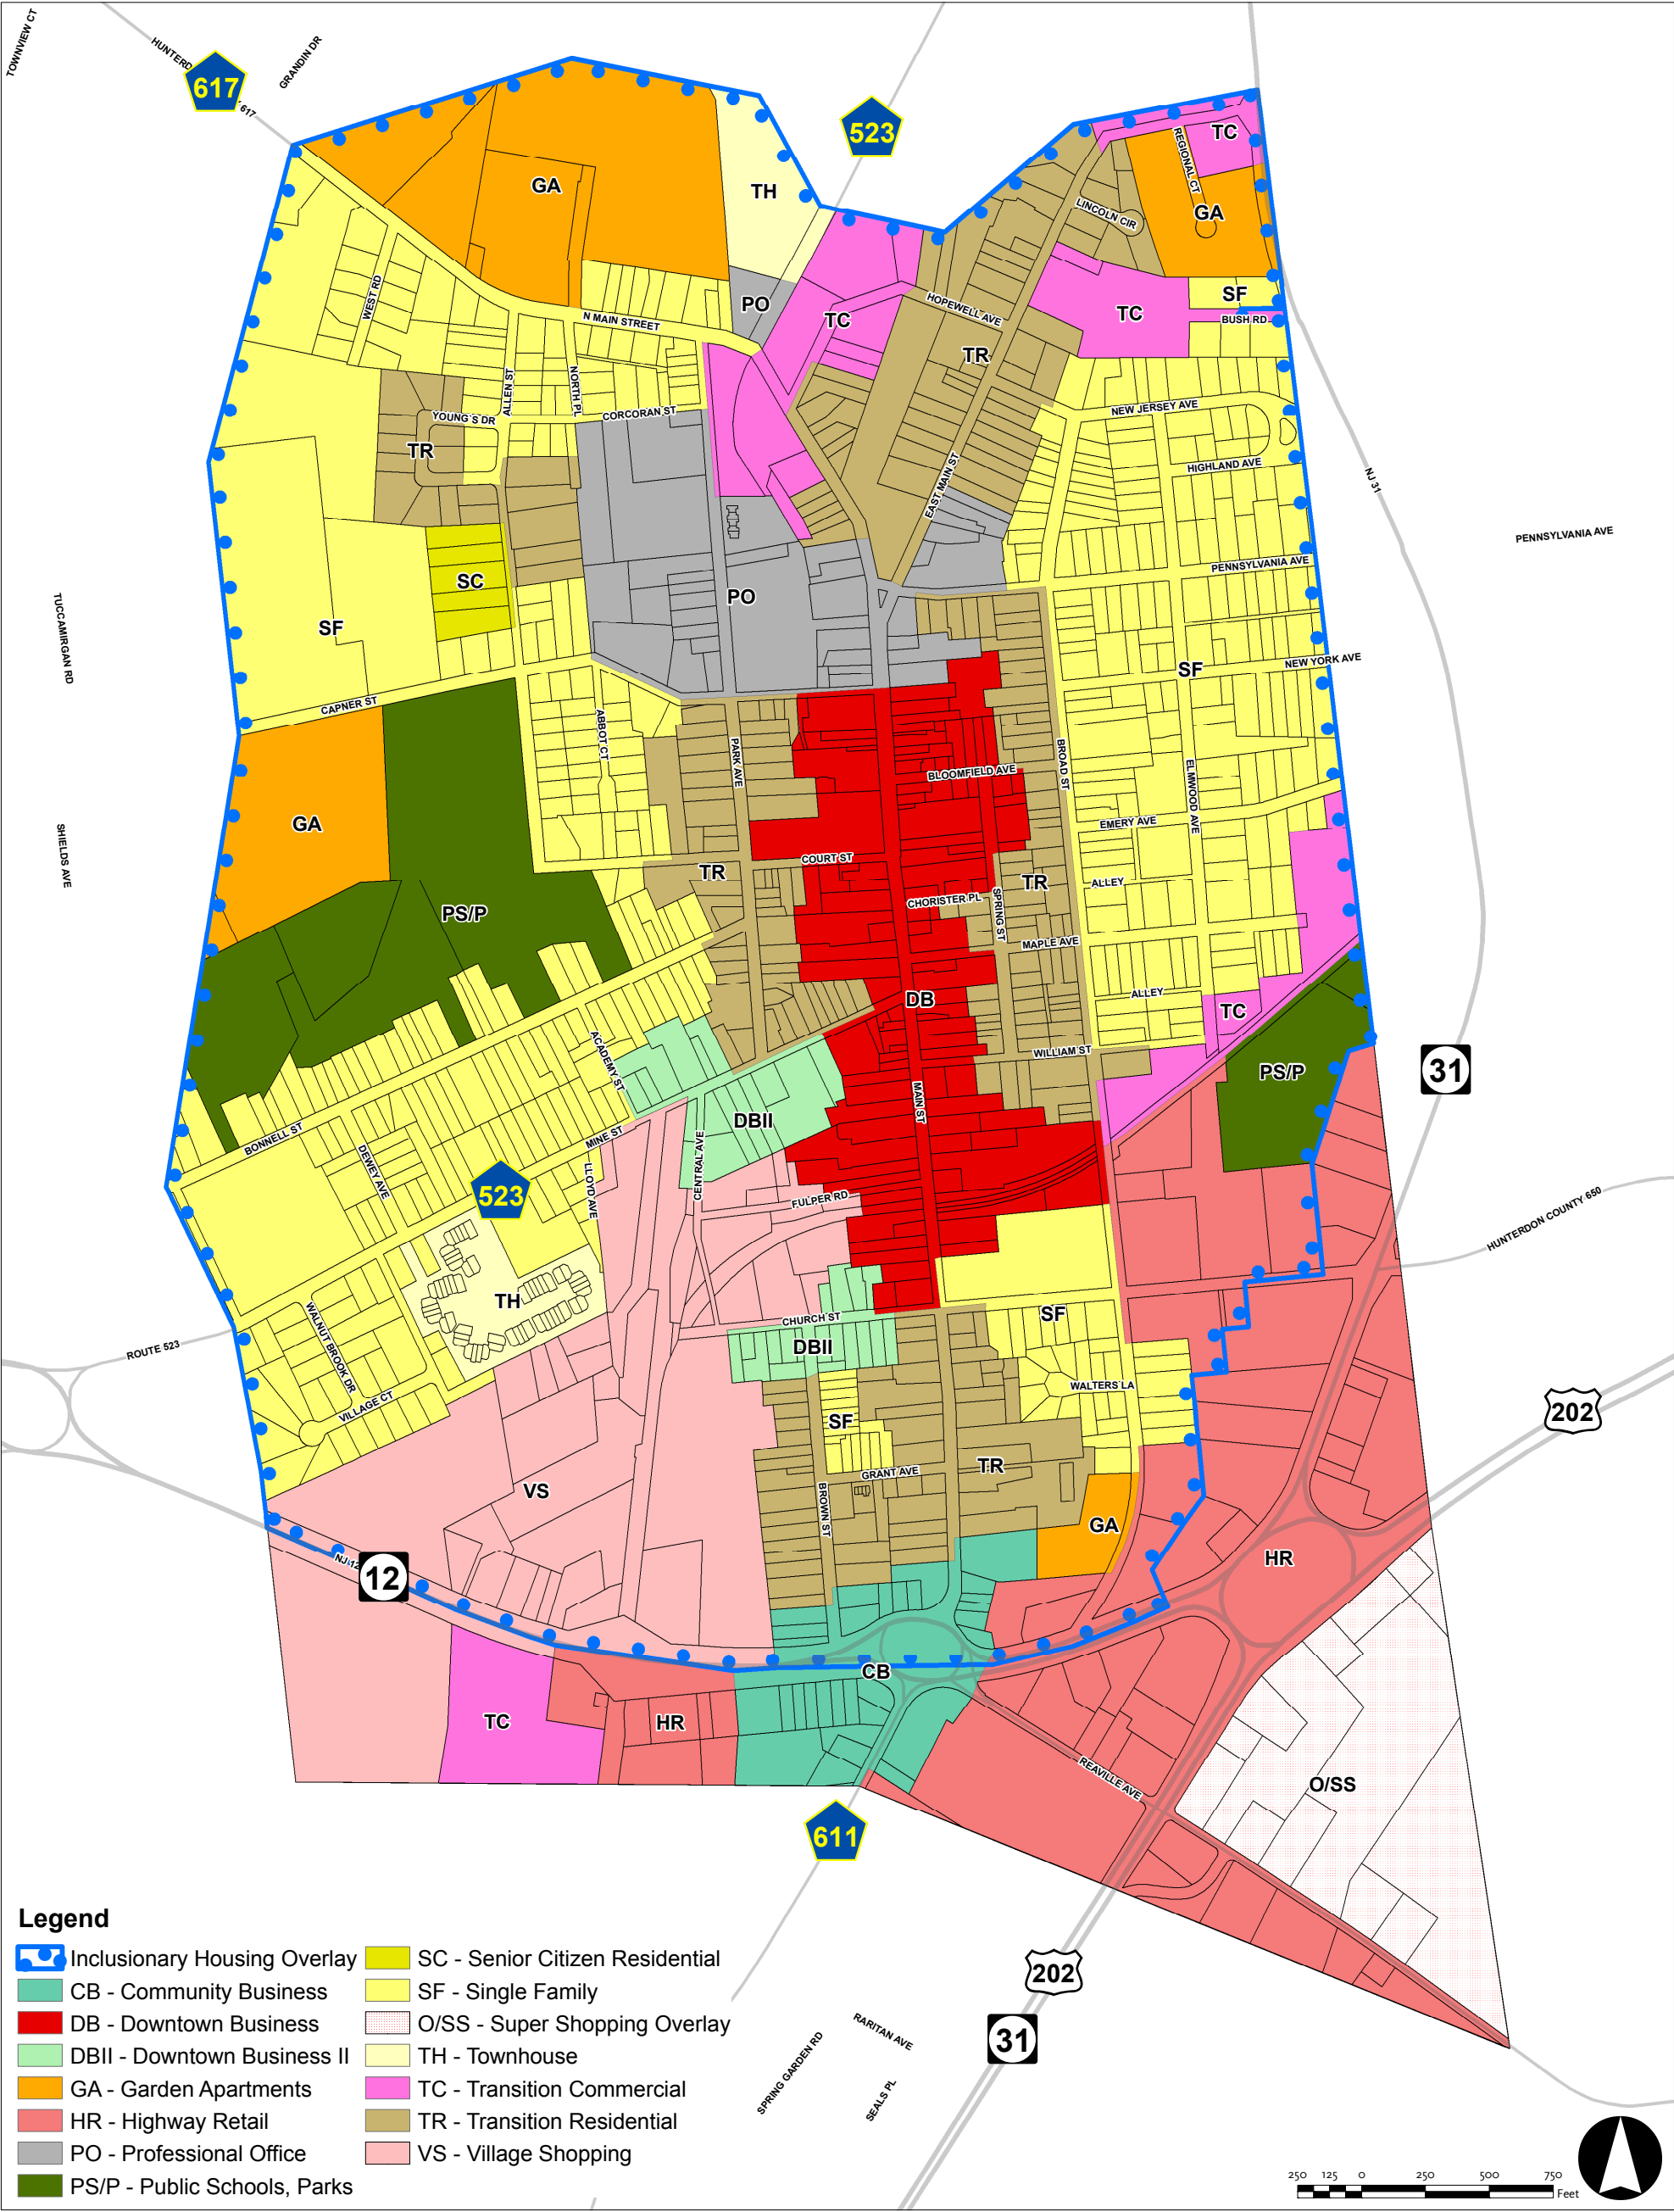 TOWNVIEW CT
HUNTERD
617
617
GRANDIN DR
523
TC
REGIONAL CT
GA
TH
LINCOLN CIR
GA
WEST RD
PO
N MAIN STREET
TC
HOPEWELL AVE
TC
SF
BUSH RD
TR
ALLEN ST
NORTH PL
YOUNG'S DR
CORCORAN ST
NEW JERSEY AVE
TR
HIGHLAND AVE
EAST MAIN ST
NJ 31
PENNSYLVANIA AVE
PENNSYLVANIA AVE
SC
PO
TUCCAMIRGAN RD
SF
SF
NEW YORK AVE
CAPNER ST
ABBOT CT
PARK AVE
BLOOMFIELD AVE
BROAD ST
ELMWOOD AVE
GA
EMERY AVE
SHIELDS AVE
COURT ST
TR
TR
ALLEY
CHORISTER PL
SPRING ST
PS/P
MAPLE AVE
DB
ALLEY
TC
ACADEMY ST
WILLIAM ST
PS/P
31
MAIN ST
DBII
BONNELL ST
MINE ST
DEWEY AVE
CENTRAL AVE
LLOYD AVE
523
FULPER RD
HUNTERDON COUNTY 650
TH
SF
CHURCH ST
WALNUT BROOK DR
ROUTE 523
DBII
WALTERS LA
VILLAGE CT
SF
202
TR
GRANT AVE
VS
BROWN ST
GA
HR
NJ 12
12
CB
TC
HR
REAVILLE AVE
O/SS
611
Legend
Inclusionary Housing Overlay
CB - Community Business
DB - Downtown Business
DBII - Downtown Business II
GA - Garden Apartments
HR - Highway Retail
PO - Professional Office
PS/P - Public Schools, Parks
SC - Senior Citizen Residential
SF - Single Family
O/SS - Super Shopping Overlay
TH - Townhouse
TC - Transition Commercial
TR - Transition Residential
VS - Village Shopping
202
31
SPRING GARDEN RD
RARITAN AVE
SEALS PL
250 125 0 250 500 750
Feet